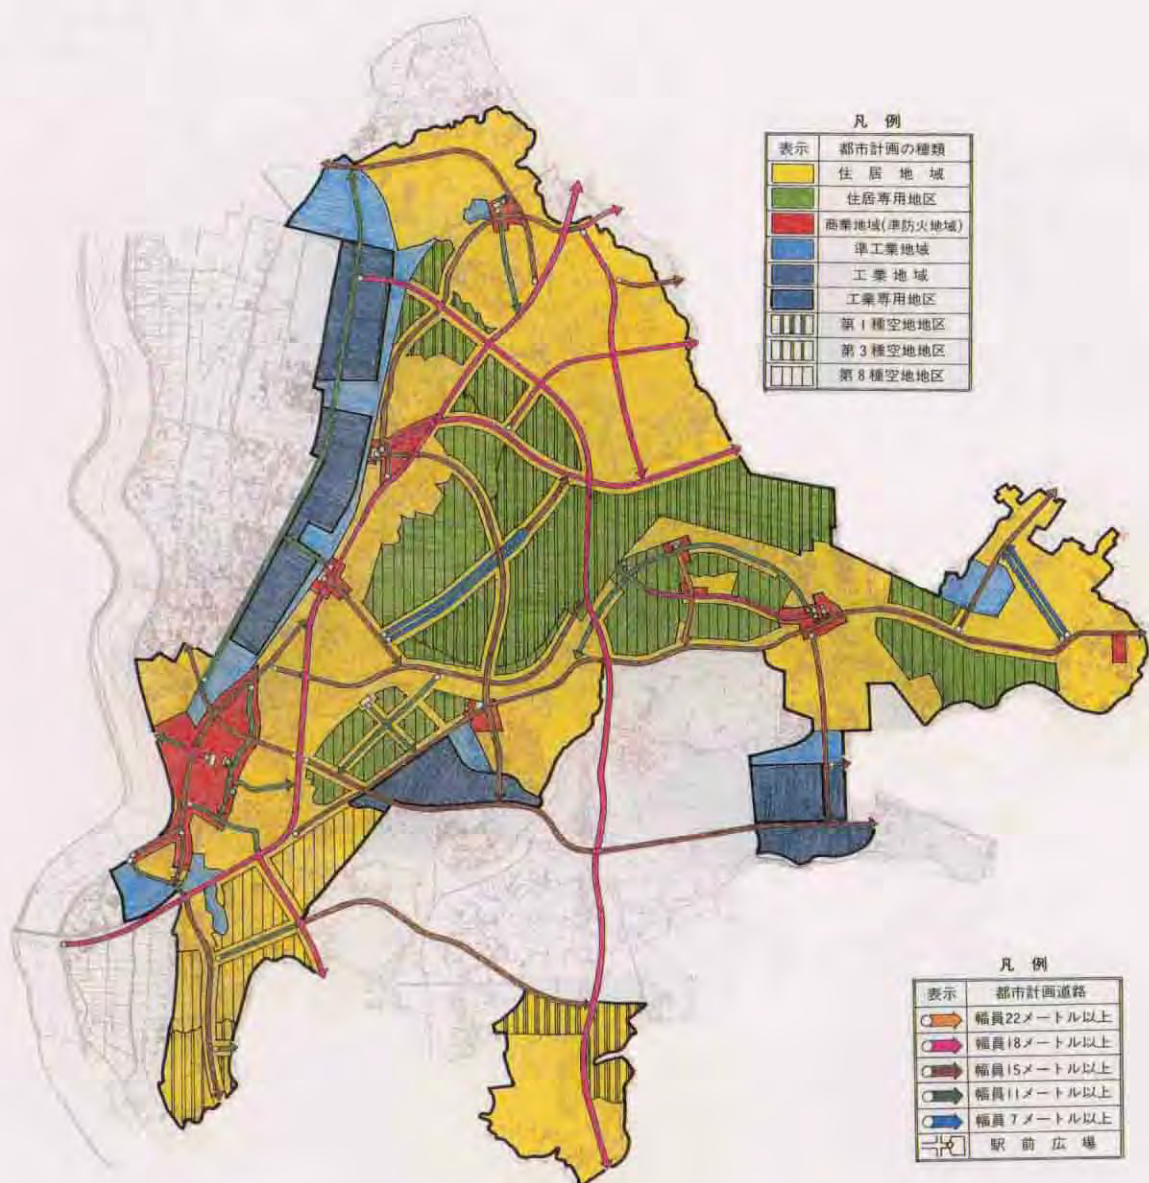 凡例
表示 都市計画の種類
住居地域
住居専用地区
商業地域(準防火地域)
準工業地域
工業地域
工業専用地区
第1種空地地区
第3種空地地区
第8種空地地区
凡例
表示 都市計画道路
幅員22メートル以上
幅員18メートル以上
幅員15メートル以上
幅員11メートル以上
幅員7メートル以上
駅前広場